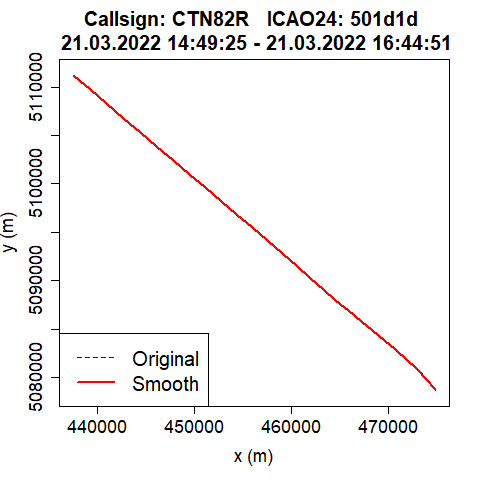 Callsign: CTN82R   ICAO24: 501d1d
21.03.2022 14:49:25 - 21.03.2022 16:44:51
5110000
5100000
5090000
5080000
y (m)
Original
Smooth
440000 450000 460000 470000
x (m)